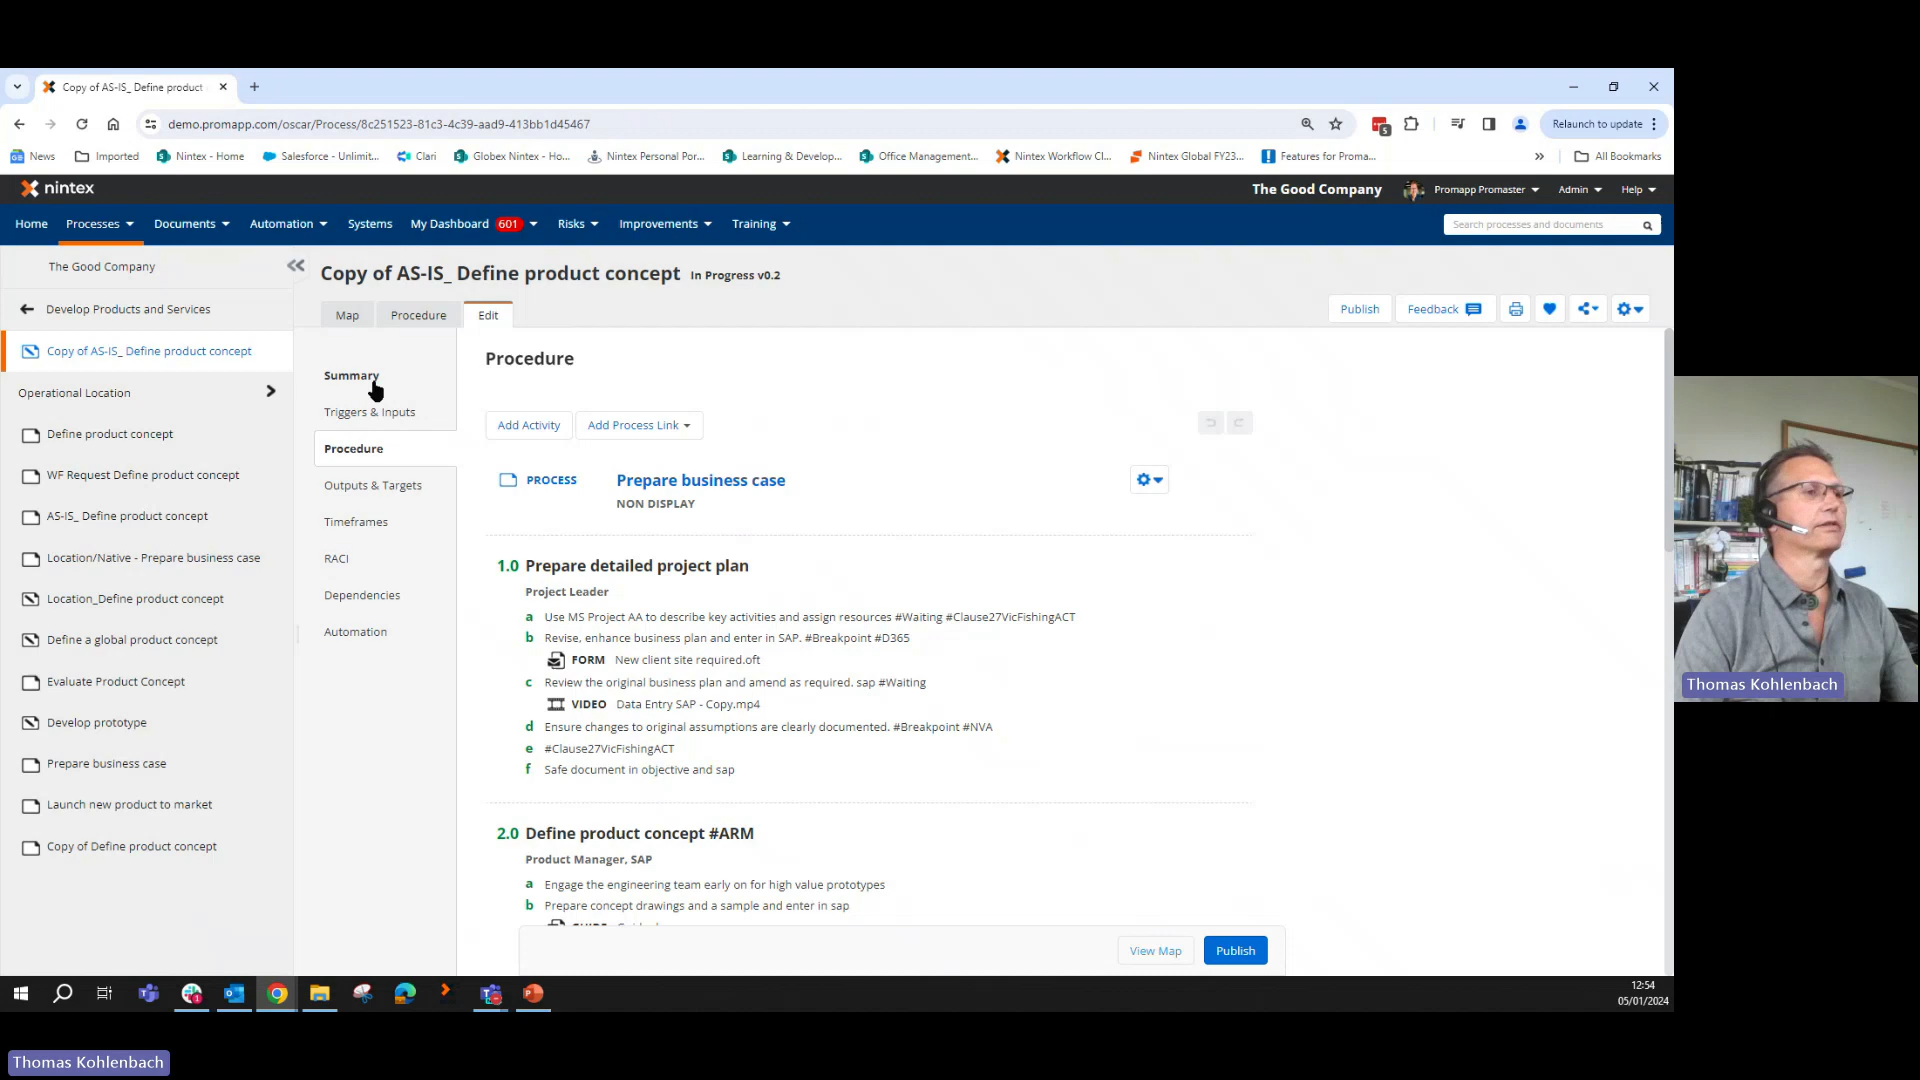 Copy of AS-IS_ Define product
demo.promapp.com/oscar/Process/8c251523-81c3-4c39-aad9-413bb1d45467
5
Relaunch to update
News
Imported
Nintex - Home
Salesforce - Unlimit...
Clari
Globex Nintex - Ho...
Nintex Personal Por...
Learning & Develop...
Office Management...
Nintex Workflow Cl...
Nintex Global FY23...
Features for Proma...
All Bookmarks
nintex
The Good Company
Promapp Promaster
Admin
Help
Home
Processes
Documents
Automation
Systems
My Dashboard 601
Risks
Improvements
Training
Search processes and documents
The Good Company
Develop Products and Services
Copy of AS-IS_ Define product concept
Operational Location
Define product concept
WF Request Define product concept
AS-IS_ Define product concept
Location/Native - Prepare business case
Location_Define product concept
Define a global product concept
Evaluate Product Concept
Develop prototype
Prepare business case
Launch new product to market
Copy of Define product concept
Copy of AS-IS_ Define product concept In Progress v0.2
Map
Procedure
Edit
Publish
Feedback
Summary
Triggers & Inputs
Procedure
Outputs & Targets
Timeframes
RACI
Dependencies
Automation
Procedure
Add Activity
Add Process Link
PROCESS Prepare business case
NON DISPLAY
1.0 Prepare detailed project plan
Project Leader
a Use MS Project AA to describe key activities and assign resources #Waiting #Clause27VicFishingACT
b Revise, enhance business plan and enter in SAP. #Breakpoint #D365
FORM New client site required.oft
c Review the original business plan and amend as required. sap #Waiting
VIDEO Data Entry SAP - Copy.mp4
d Ensure changes to original assumptions are clearly documented. #Breakpoint #NVA
e #Clause27VicFishingACT
f Safe document in objective and sap
2.0 Define product concept #ARM
Product Manager, SAP
a Engage the engineering team early on for high value prototypes
b Prepare concept drawings and a sample and enter in sap
View Map
Publish
Thomas Kohlenbach
12:54
05/01/2024
Thomas Kohlenbach